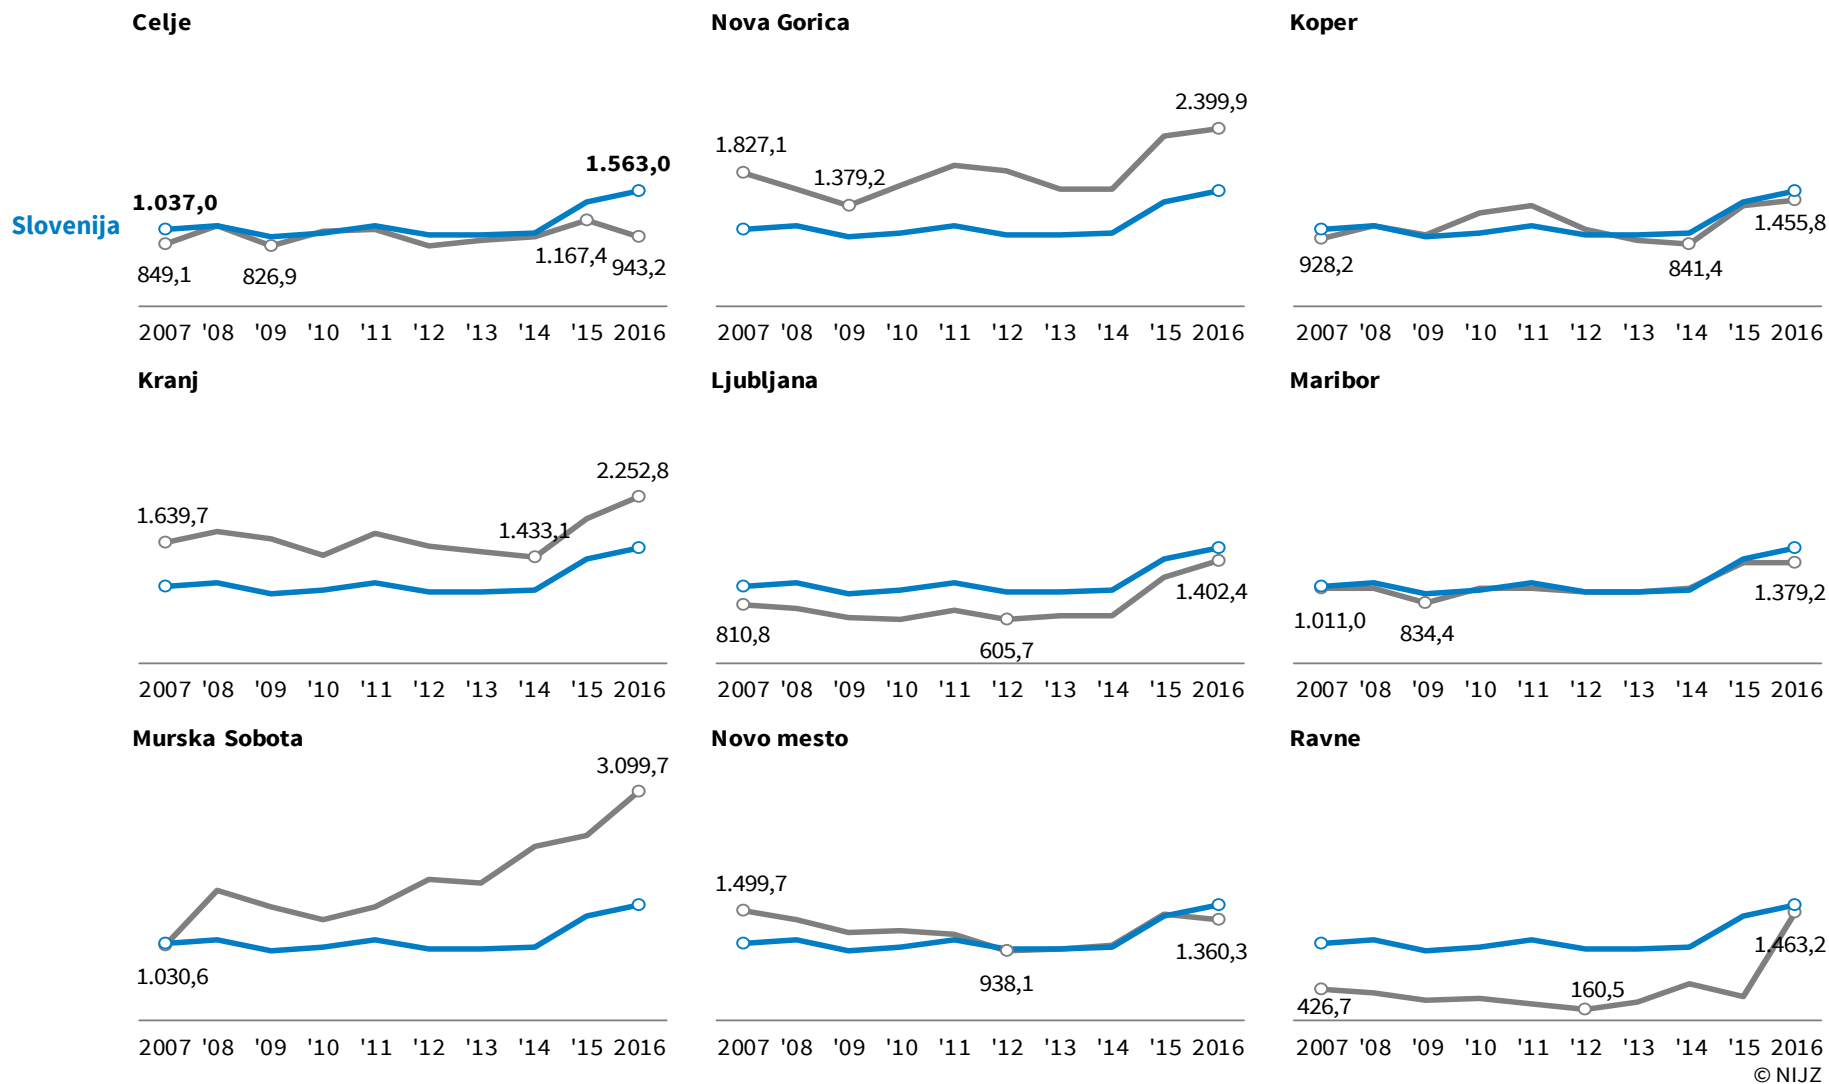 Celje
Nova Gorica
Koper
Slovenija
1.037,0
1.563,0
849,1
826,9
1.167,4
943,2
1.827,1
1.379,2
2.399,9
928,2
841,4
1.455,8
2007 '08 '09 '10 '11 '12 '13 '14 '15 2016
2007 '08 '09 '10 '11 '12 '13 '14 '15 2016
2007 '08 '09 '10 '11 '12 '13 '14 '15 2016
Kranj
Ljubljana
Maribor
1.639,7
1.433,1
2.252,8
810,8
605,7
1.402,4
1.011,0
834,4
1.379,2
2007 '08 '09 '10 '11 '12 '13 '14 '15 2016
2007 '08 '09 '10 '11 '12 '13 '14 '15 2016
2007 '08 '09 '10 '11 '12 '13 '14 '15 2016
Murska Sobota
Novo mesto
Ravne
1.030,6
3.099,7
1.499,7
938,1
1.360,3
426,7
160,5
1.463,2
2007 '08 '09 '10 '11 '12 '13 '14 '15 2016
2007 '08 '09 '10 '11 '12 '13 '14 '15 2016
2007 '08 '09 '10 '11 '12 '13 '14 '15 2016
© NIJZ